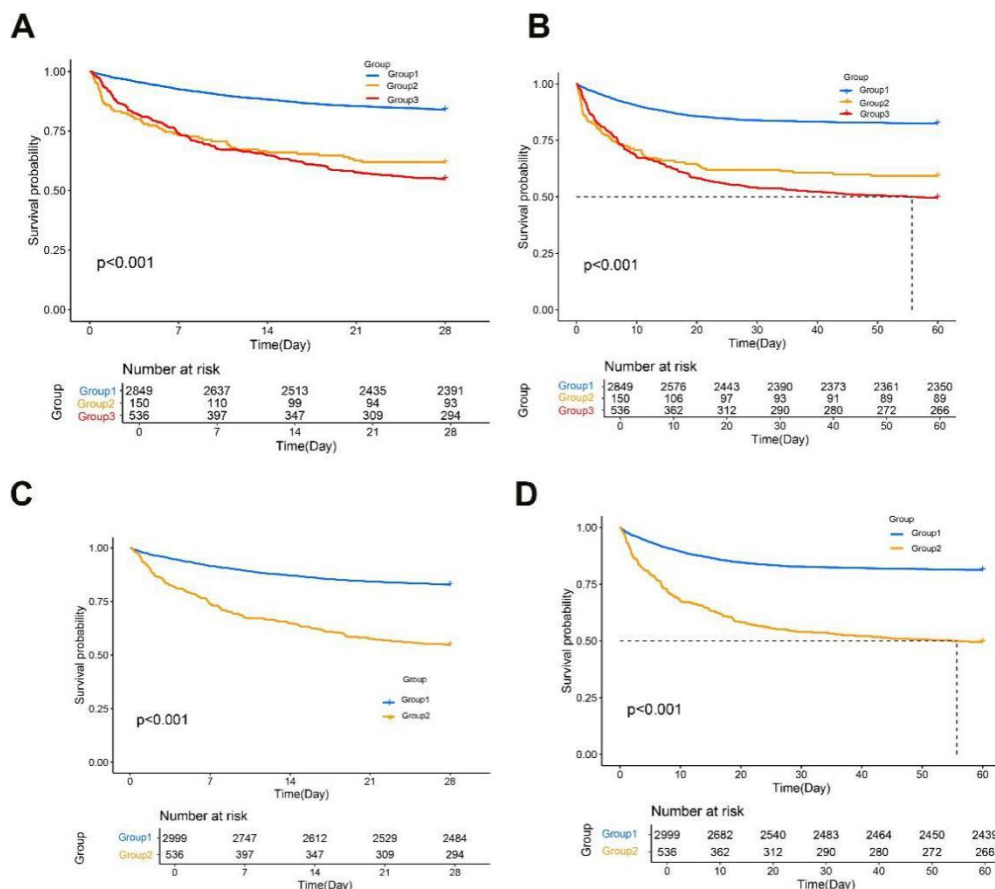 A
Group
Group1
Group2
Group3
1.00
0.75
0.50
0.25
0.00
Survival probability
p<0.001
0 7 14 21 28
Time(Day)
Number at risk
Group
Group1 2849 2637 2513 2435 2391
Group2 150 110 99 94 93
Group3 536 397 347 309 294
0 7 14 21 28
Time(Day)
B
Group
Group1
Group2
Group3
1.00
0.75
0.50
0.25
0.00
Survival probability
p<0.001
0 10 20 30 40 50 60
Time(Day)
Number at risk
Group
Group1 2849 2576 2443 2390 2373 2361 2350
Group2 150 106 97 93 91 89 89
Group3 536 362 312 290 280 272 266
0 10 20 30 40 50 60
Time(Day)
C
1.00
0.75
0.50
0.25
0.00
Survival probability
Group
Group1
Group2
p<0.001
0 7 14 21 28
Time(Day)
Number at risk
Group
Group1 2999 2747 2612 2529 2484
Group2 536 397 347 309 294
0 7 14 21 28
Time(Day)
D
Group
Group1
Group2
1.00
0.75
0.50
0.25
0.00
Survival probability
p<0.001
0 10 20 30 40 50 60
Time(Day)
Number at risk
Group
Group1 2999 2682 2540 2483 2464 2450 2439
Group2 536 362 312 290 280 272 266
0 10 20 30 40 50 60
Time(Day)